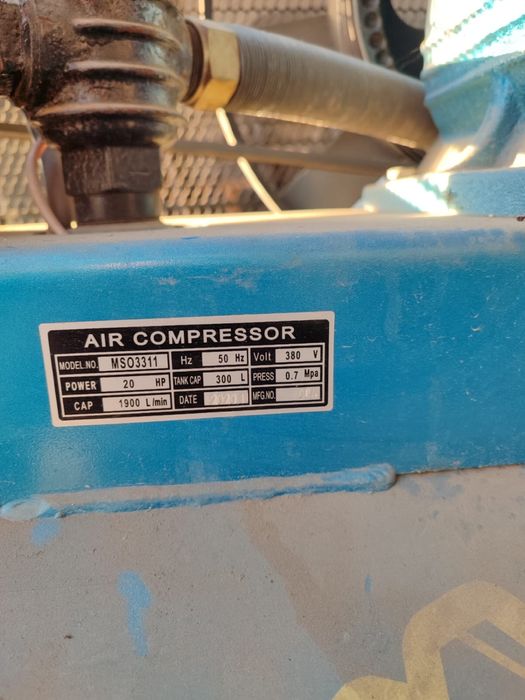 AIR COMPRESSOR
MODEL.NO. MSO3311 Hz 50 Hz Volt 380 V
POWER 20 HP TANK CAP 300 L PRESS 0.7 Mpa
CAP 1900 L/min DATE MFG.NO.